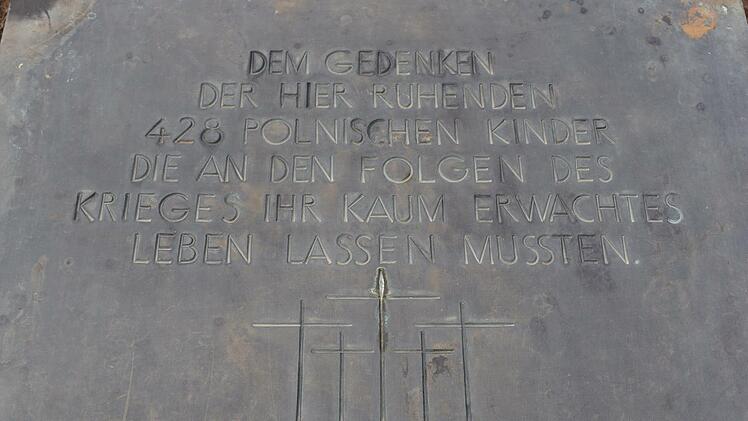 DEM GEDENKEN
DER HIER RUHENDEN
428 POLNISCHEN KINDER
DIE AN DEN FOLGEN DES
KRIEGES IHR KAUM ERWACHTES
LEBEN LASSEN MUSSTEN.